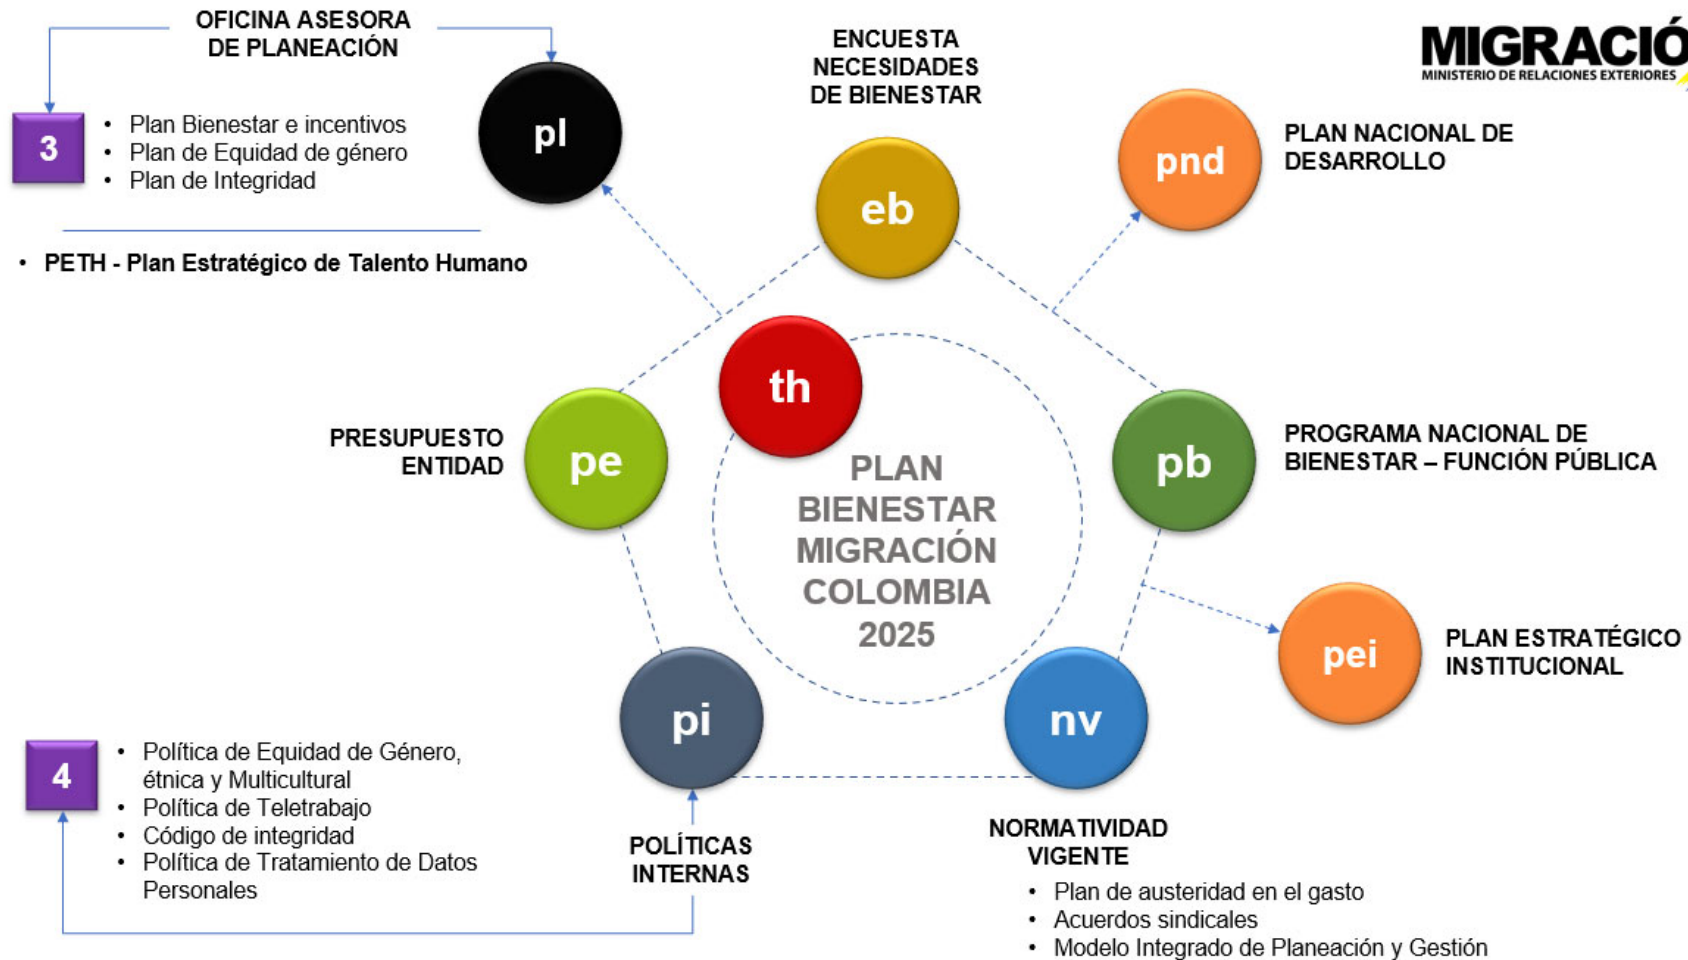 OFICINA ASESORA
DE PLANEACIÓN
3
• Plan Bienestar e incentivos
• Plan de Equidad de género
• Plan de Integridad
• PETH - Plan Estratégico de Talento Humano
pl
ENCUESTA
NECESIDADES
DE BIENESTAR
eb
MIGRACIÓ
MINISTERIO DE RELACIONES EXTERIORES
pnd
PLAN NACIONAL DE
DESARROLLO
th
PRESUPUESTO
ENTIDAD
pe
PLAN
BIENESTAR
MIGRACIÓN
COLOMBIA
2025
pb
PROGRAMA NACIONAL DE
BIENESTAR – FUNCIÓN PÚBLICA
pei
PLAN ESTRATÉGICO
INSTITUCIONAL
pi
nv
4
• Política de Equidad de Género,
étnica y Multicultural
• Política de Teletrabajo
• Código de integridad
• Política de Tratamiento de Datos
Personales
POLÍTICAS
INTERNAS
NORMATIVIDAD
VIGENTE
• Plan de austeridad en el gasto
• Acuerdos sindicales
• Modelo Integrado de Planeación y Gestión